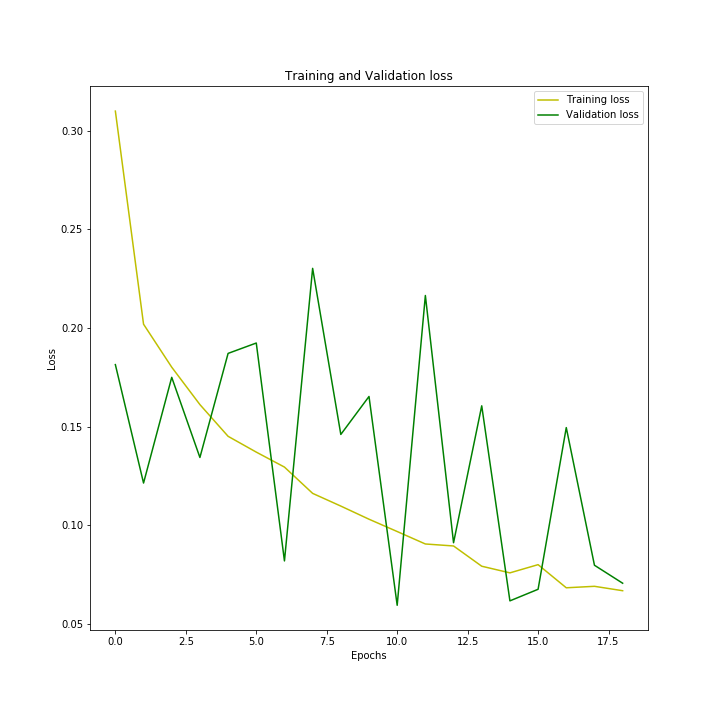 Training and Validation loss
Training loss
Validation loss
0.30
0.25
0.20
0.15
0.10
0.05
Loss
0.0 2.5 5.0 7.5 10.0 12.5 15.0 17.5
Epochs